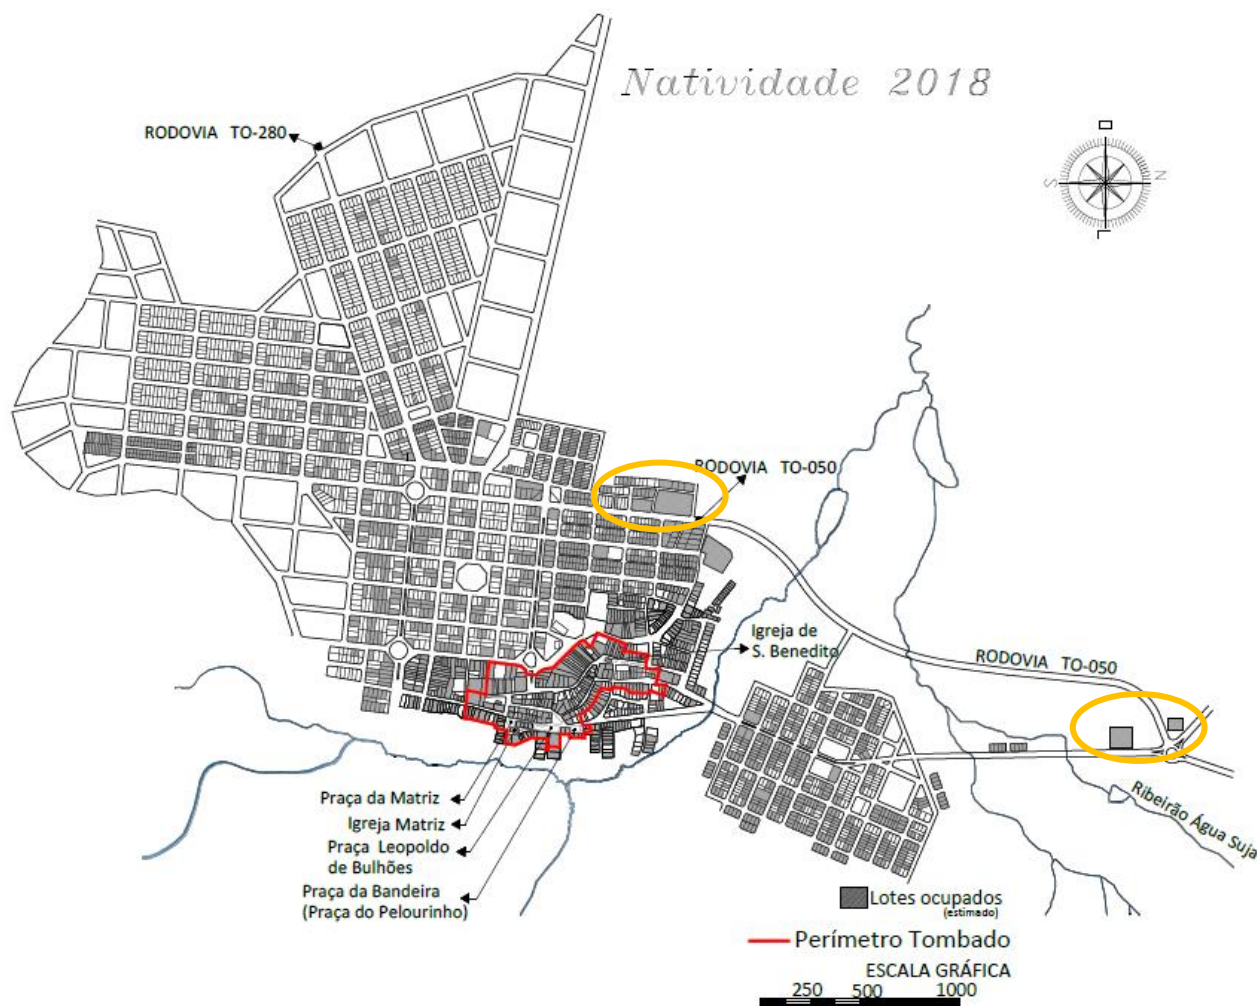 Natividade 2018
RODOVIA TO-280
O
S
N
L
RODOVIA TO-050
Igreja de
S. Benedito
RODOVIA TO-050
Praça da Matriz
Igreja Matriz
Praça Leopoldo
de Bulhões
Praça da Bandeira
(Praça do Pelourinho)
Ribeirão Água Suja
Lotes ocupados
(estimado)
Perímetro Tombado
ESCALA GRÁFICA
250 500 1000